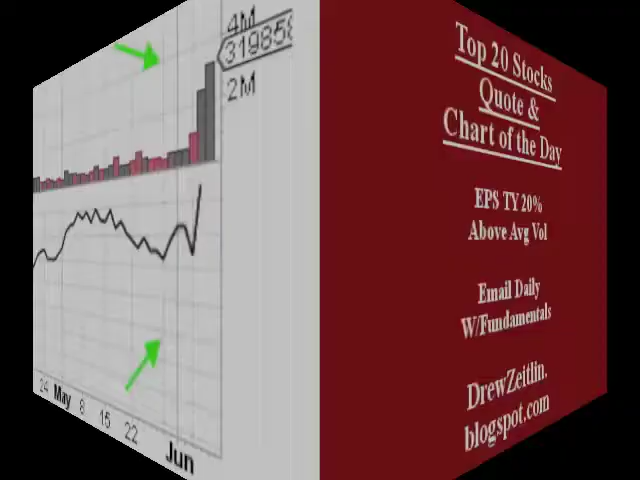 4M
2M
24 May 8 15 22 Jun
Top 20 Stocks
Quote &
Chart of the Day
EPS TY 20%
Above Avg Vol
Email Daily
W/Fundamentals
DrewZeitlin.
blogspot.com